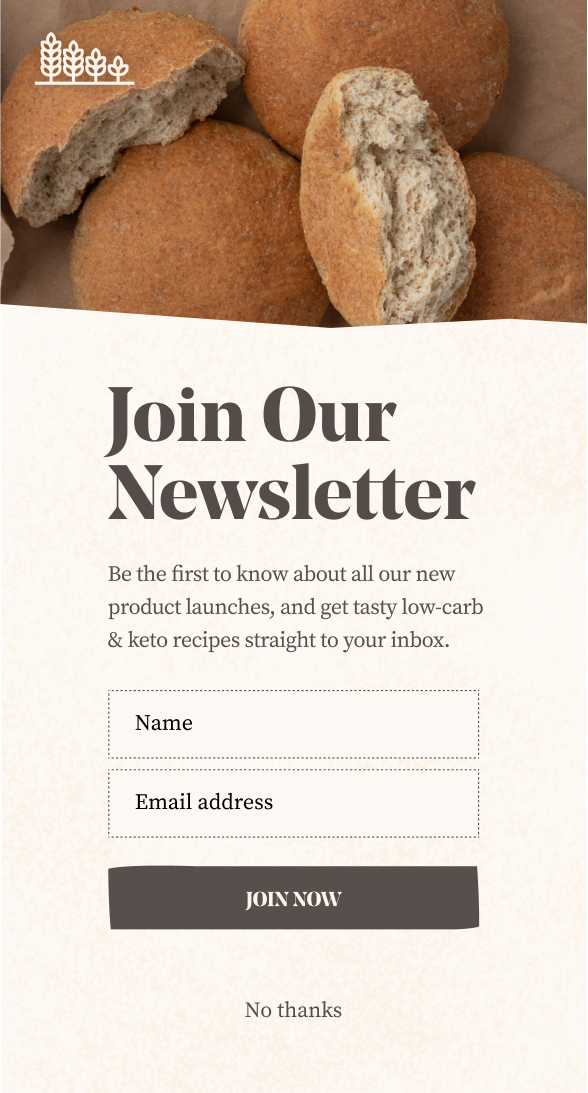 Join Our
Newsletter
Be the first to know about all our new
product launches, and get tasty low-carb
& keto recipes straight to your inbox.
Name
Email address
JOIN NOW
No thanks